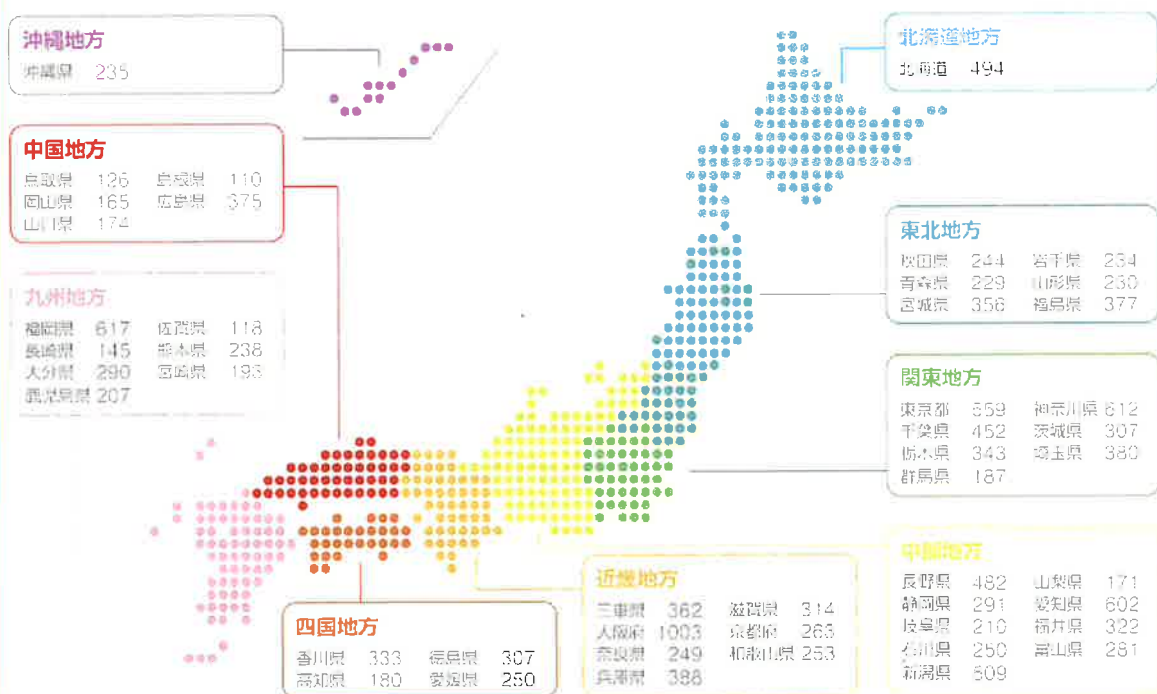 沖縄地方
沖縄県 235
北海道地方
北海道 494
中国地方
鳥取県 126 島根県 110
岡山県 165 広島県 375
山口県 174
東北地方
秋田県 244 岩手県 234
青森県 229 山形県 230
宮城県 356 福島県 377
九州地方
福岡県 617 佐賀県 118
長崎県 145 熊本県 238
大分県 290 宮崎県 193
鹿児島県 207
関東地方
東京都 559 神奈川県 612
千葉県 452 茨城県 307
栃木県 343 埼玉県 380
群馬県 187
中部地方
長野県 482 山梨県 171
静岡県 291 愛知県 602
岐阜県 210 福井県 322
石川県 250 富山県 281
新潟県 509
近畿地方
三重県 362 滋賀県 314
大阪府 1003 京都府 263
奈良県 249 和歌山県 253
兵庫県 388
四国地方
香川県 333 徳島県 307
高知県 180 愛媛県 250